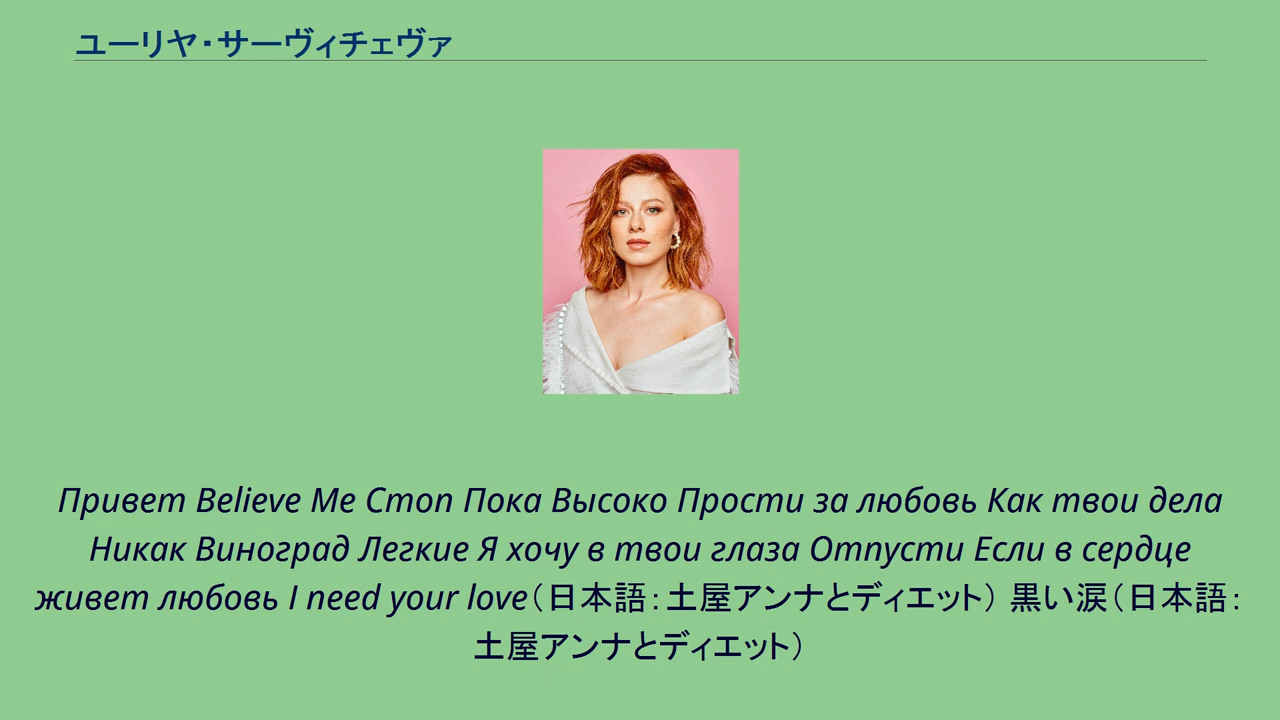 ユーリヤ・サーヴィチェヴァ
Привет Believe Me Стоп Пока Высоко Прости за любовь Как твои дела
Никак Виноград Легкие Я хочу в твои глаза Отпусти Если в сердце
живет любовь I need your love（日本語：土屋アンナとディエット） 黒い涙（日本語：
土屋アンナとディエット）